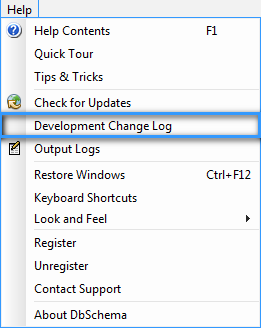 Help
Help Contents F1
Quick Tour
Tips & Tricks
Check for Updates
Development Change Log
Output Logs
Restore Windows Ctrl+F12
Keyboard Shortcuts
Look and Feel
Register
Unregister
Contact Support
About DbSchema